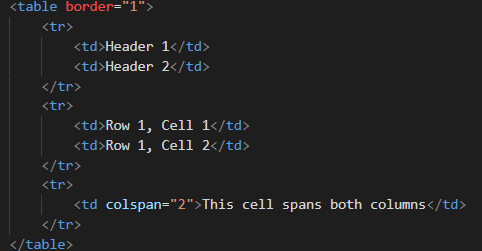 <table border="1">
    <tr>
        <td>Header 1</td>
        <td>Header 2</td>
    </tr>
    <tr>
        <td>Row 1, Cell 1</td>
        <td>Row 1, Cell 2</td>
    </tr>
    <tr>
        <td colspan="2">This cell spans both columns</td>
    </tr>
</table>